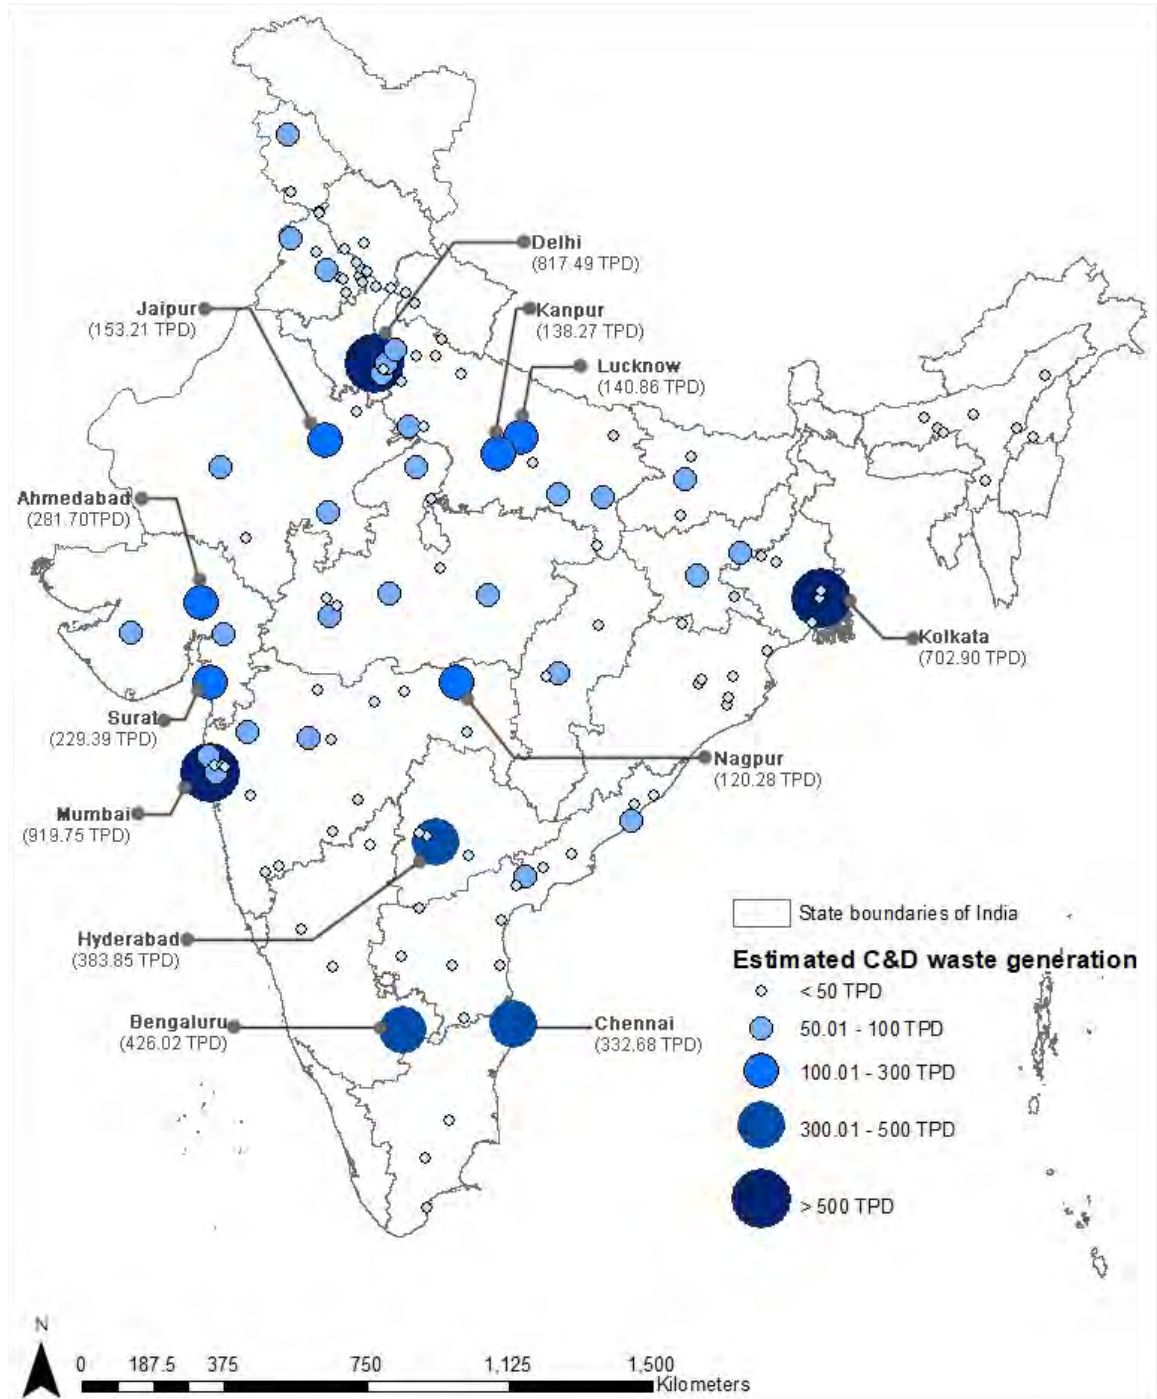 Delhi
(817.49 TPD)
Jaipur
(153.21 TPD)
Kanpur
(138.27 TPD)
Lucknow
(140.86 TPD)
Ahmedabad
(281.70TPD)
Kolkata
(702.90 TPD)
Surat
(229.39 TPD)
Nagpur
(120.28 TPD)
Mumbai
(919.75 TPD)
Hyderabad
(383.85 TPD)
Bengaluru
(426.02 TPD)
Chennai
(332.68 TPD)
State boundaries of India
Estimated C&D waste generation
< 50 TPD
50.01 - 100 TPD
100.01 - 300 TPD
300.01 - 500 TPD
> 500 TPD
N
0 187.5 375 750 1,125 1,500
Kilometers